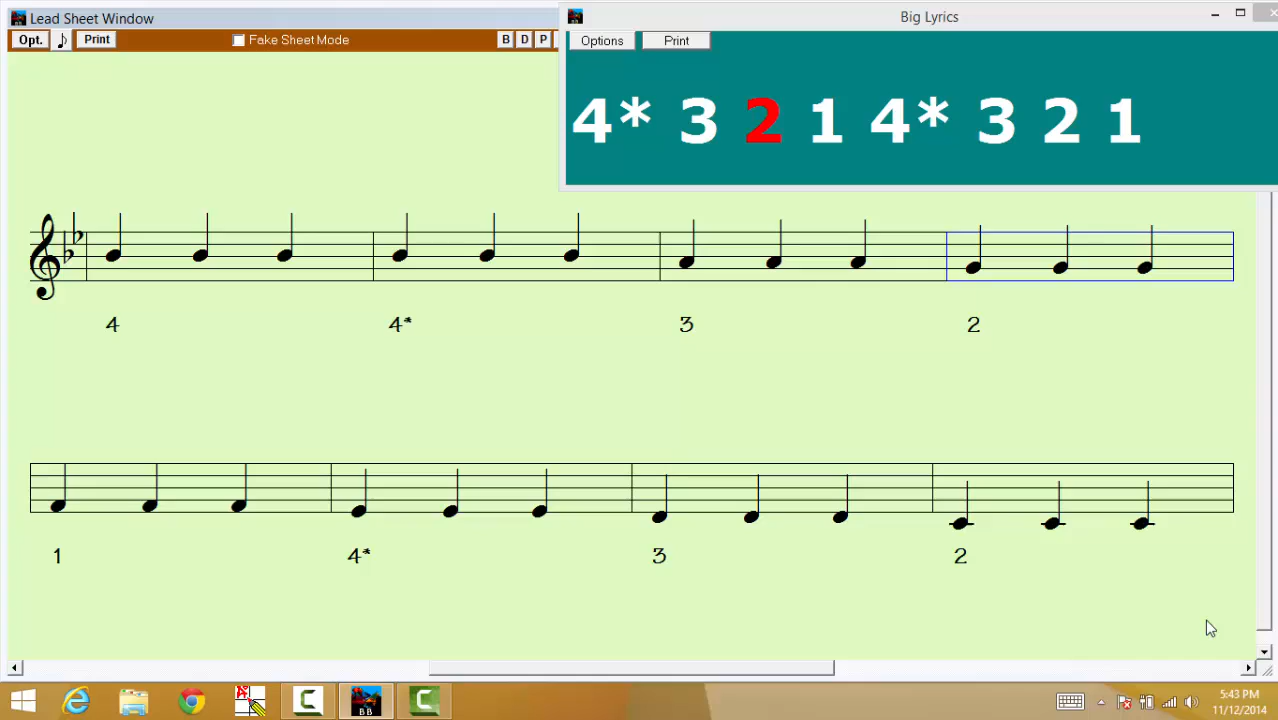 Lead Sheet Window
Big Lyrics
Opt. Print Fake Sheet Mode B D P
Options Print
4* 3 2 1 4* 3 2 1
4 4* 3 2
1 4* 3 2
BB
5:43 PM
11/12/2014